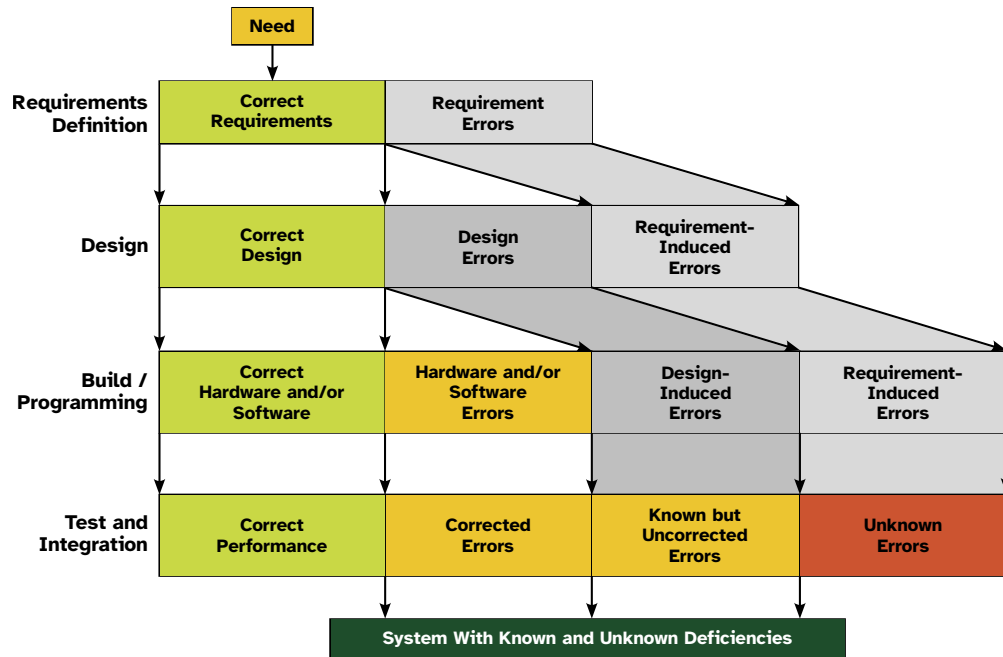 Need
Requirements
Definition
Correct
Requirements
Requirement
Errors
Design
Correct
Design
Design
Errors
Requirement-
Induced
Errors
Build /
Programming
Correct
Hardware and/or
Software
Hardware and/or
Software
Errors
Design-
Induced
Errors
Requirement-
Induced
Errors
Test and
Integration
Correct
Performance
Corrected
Errors
Known but
Uncorrected
Errors
Unknown
Errors
System With Known and Unknown Deficiencies